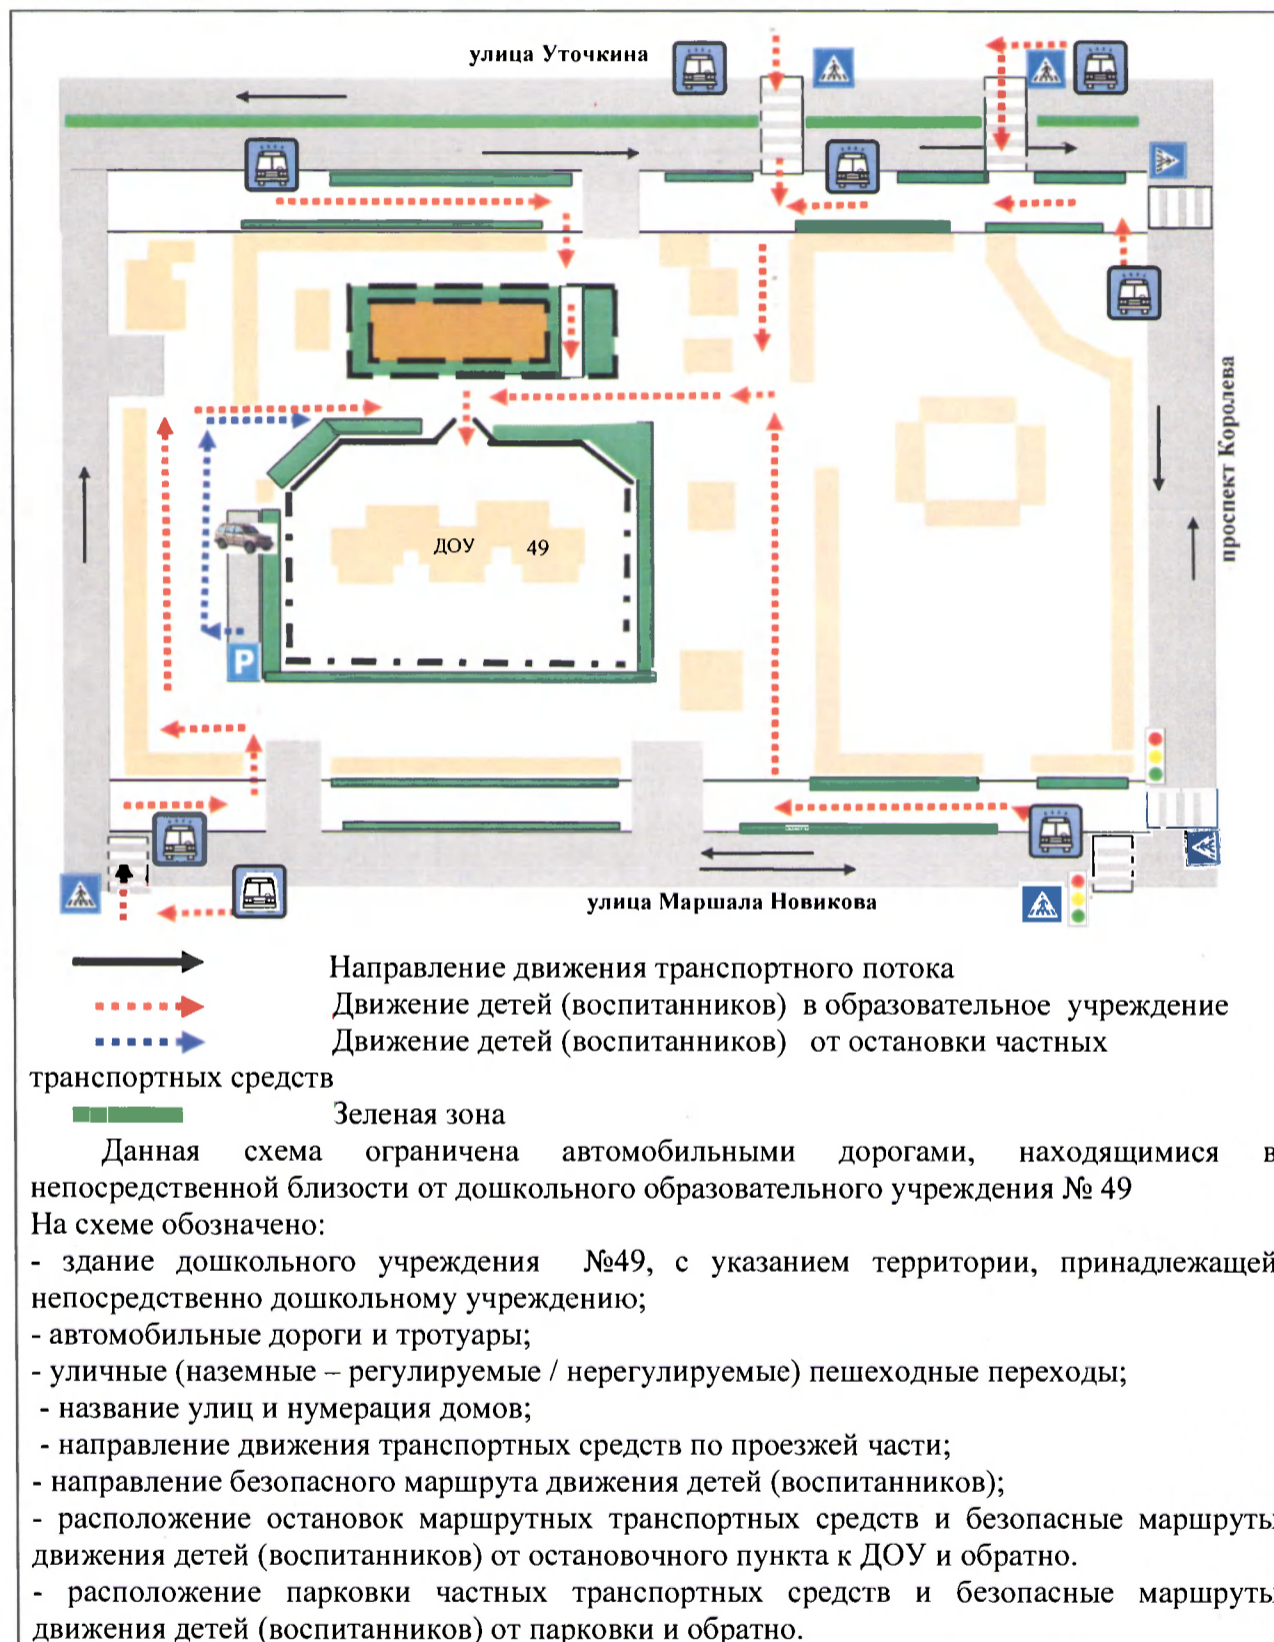 улица Уточкина
проспект Королева
ДОУ 49
P
улица Маршала Новикова
Направление движения транспортного потока
Движение детей (воспитанников) в образовательное учреждение
Движение детей (воспитанников) от остановки частных
транспортных средств
Зеленая зона
Данная схема ограничена автомобильными дорогами, находящимися в
непосредственной близости от дошкольного образовательного учреждения № 49
На схеме обозначено:
- здание дошкольного учреждения №49, с указанием территории, принадлежащей
непосредственно дошкольному учреждению;
- автомобильные дороги и тротуары;
- уличные (наземные – регулируемые / нерегулируемые) пешеходные переходы;
- название улиц и нумерация домов;
- направление движения транспортных средств по проезжей части;
- направление безопасного маршрута движения детей (воспитанников);
- расположение остановок маршрутных транспортных средств и безопасные маршруты
движения детей (воспитанников) от остановочного пункта к ДОУ и обратно.
- расположение парковки частных транспортных средств и безопасные маршруты
движения детей (воспитанников) от парковки и обратно.